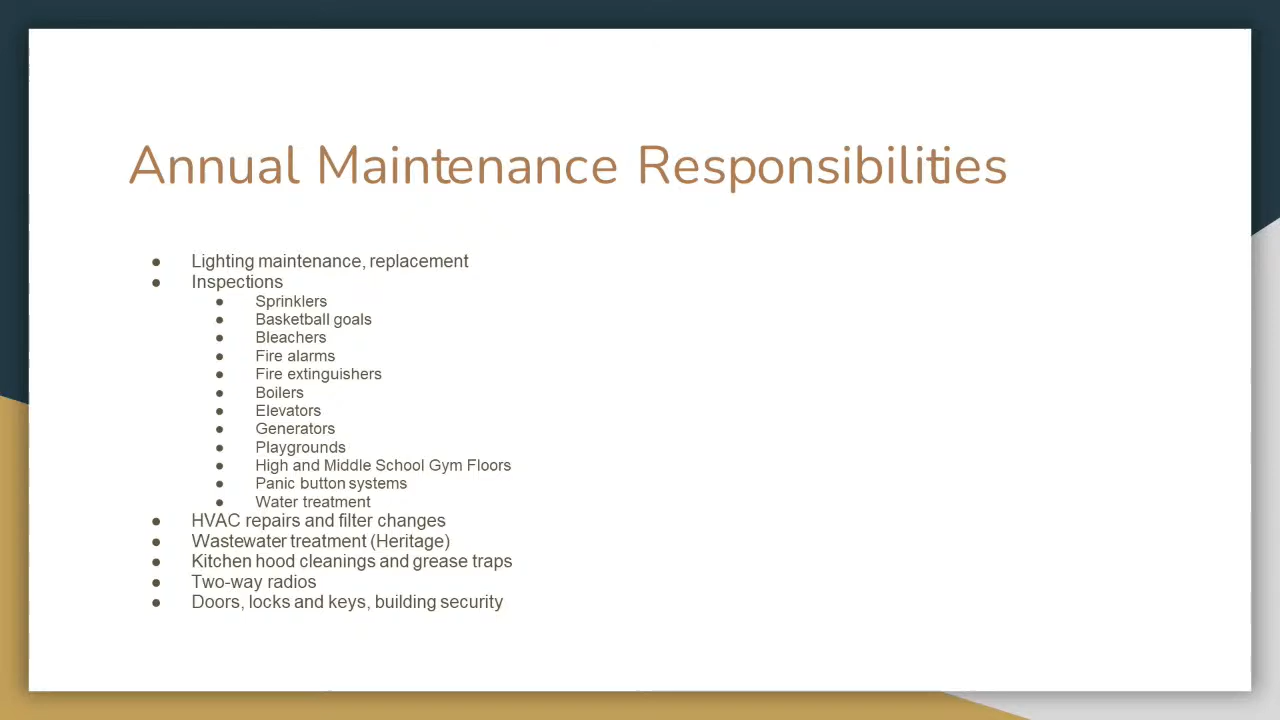 Annual Maintenance Responsibilities
● Lighting maintenance, replacement
● Inspections
● Sprinklers
● Basketball goals
● Bleachers
● Fire alarms
● Fire extinguishers
● Boilers
● Elevators
● Generators
● Playgrounds
● High and Middle School Gym Floors
● Panic button systems
● Water treatment
● HVAC repairs and filter changes
● Wastewater treatment (Heritage)
● Kitchen hood cleanings and grease traps
● Two-way radios
● Doors, locks and keys, building security